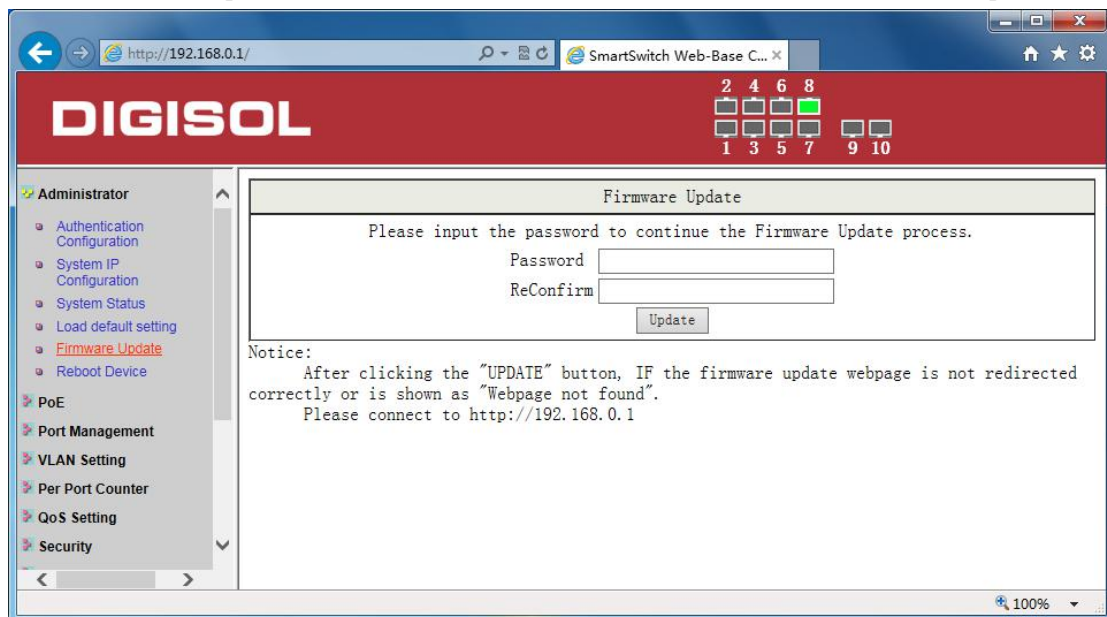 http://192.168.0.1/
SmartSwitch Web-Base C...
DIGISOL
2 4 6 8
1 3 5 7 9 10
Administrator
Authentication
Configuration
System IP
Configuration
System Status
Load default setting
Firmware Update
Reboot Device
PoE
Port Management
VLAN Setting
Per Port Counter
QoS Setting
Security
Firmware Update
Please input the password to continue the Firmware Update process.
Password
ReConfirm
Update
Notice:
After clicking the "UPDATE" button, IF the firmware update webpage is not redirected
correctly or is shown as "Webpage not found".
Please connect to http://192.168.0.1
100%